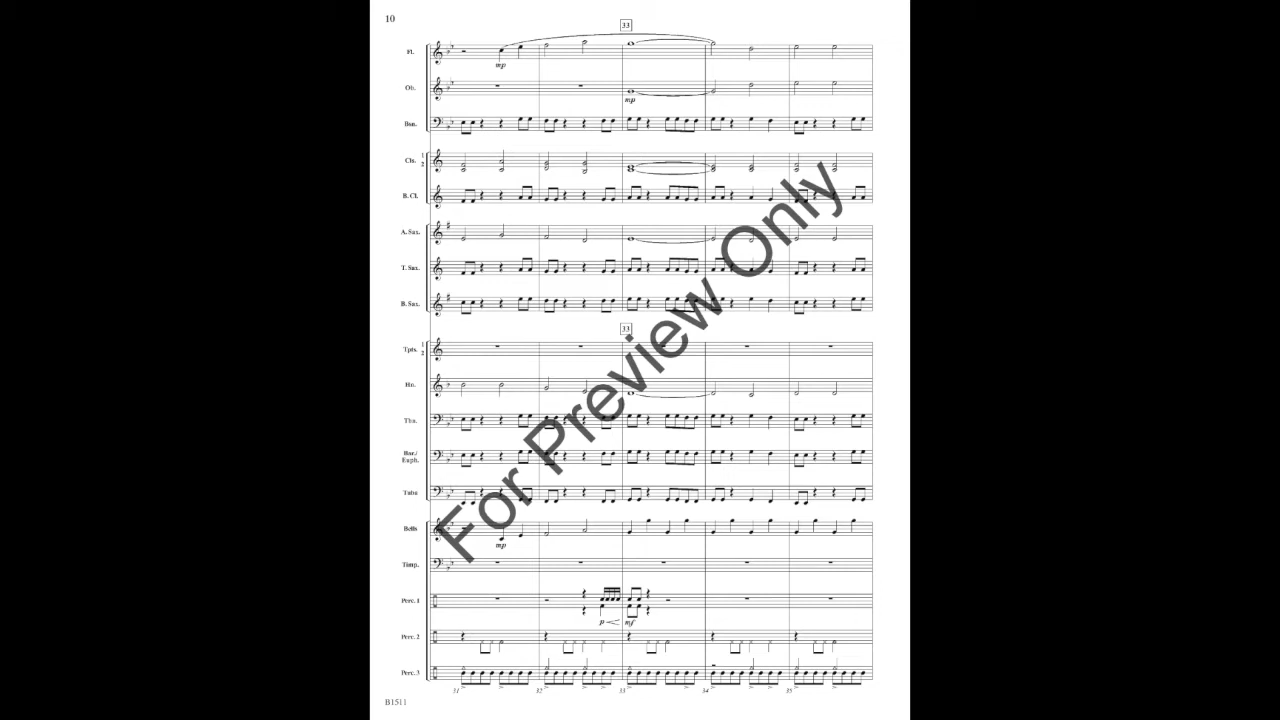 10
33
Fl.
mp
Ob.
mp
Bsn.
Cls. 1 2
B. Cl.
A. Sax.
T. Sax.
B. Sax.
33
Tpts. 1 2
Hn.
Tbn.
Bar./
Euph.
Tuba
Bells
mp
Timp.
Perc. 1
p mf
Perc. 2
Perc. 3
31 32 33 34 35
B1511
For Preview Only